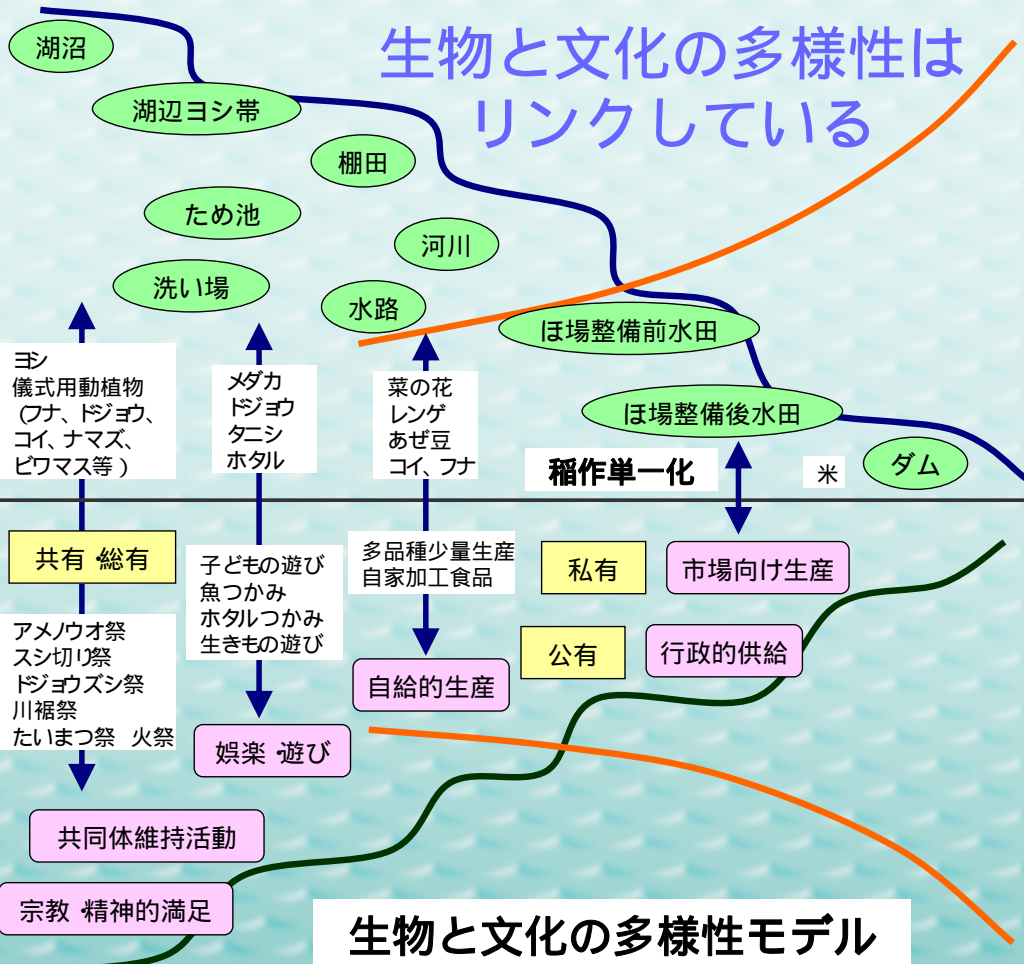 生物と文化の多様性は
リンクしている
湖沼
湖辺ヨシ帯
棚田
ため池
河川
洗い場
水路
ほ場整備前水田
ほ場整備後水田
ダム
ヨシ
儀式用動植物
(フナ、ドジョウ、
コイ、ナマズ、
ビワマス等)
メダカ
ドジョウ
タニシ
ホタル
菜の花
レンゲ
あぜ豆
コイ、フナ
稲作単一化
米
共有・総有
アメノウオ祭
スシ切り祭
ドジョウズシ祭
川裾祭
たいまつ祭 火祭
子どもの遊び
魚つかみ
ホタルつかみ
生きもの遊び
多品種少量生産
自家加工食品
私有
市場向け生産
公有
行政的供給
自給的生産
娯楽・遊び
共同体維持活動
宗教・精神的満足
生物と文化の多様性モデル